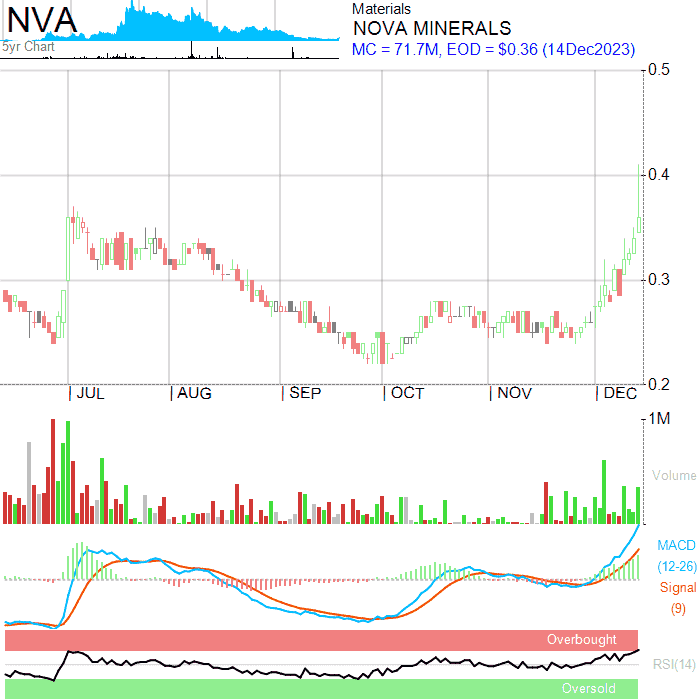 NVA
5yr Chart
Materials
NOVA MINERALS
MC = 71.7M, EOD = $0.36 (14Dec2023)
0.5
0.4
0.3
0.2
JUL AUG SEP OCT NOV DEC
1M
Volume
MACD
(12-26)
Signal
(9)
Overbought
RSI(14)
Oversold